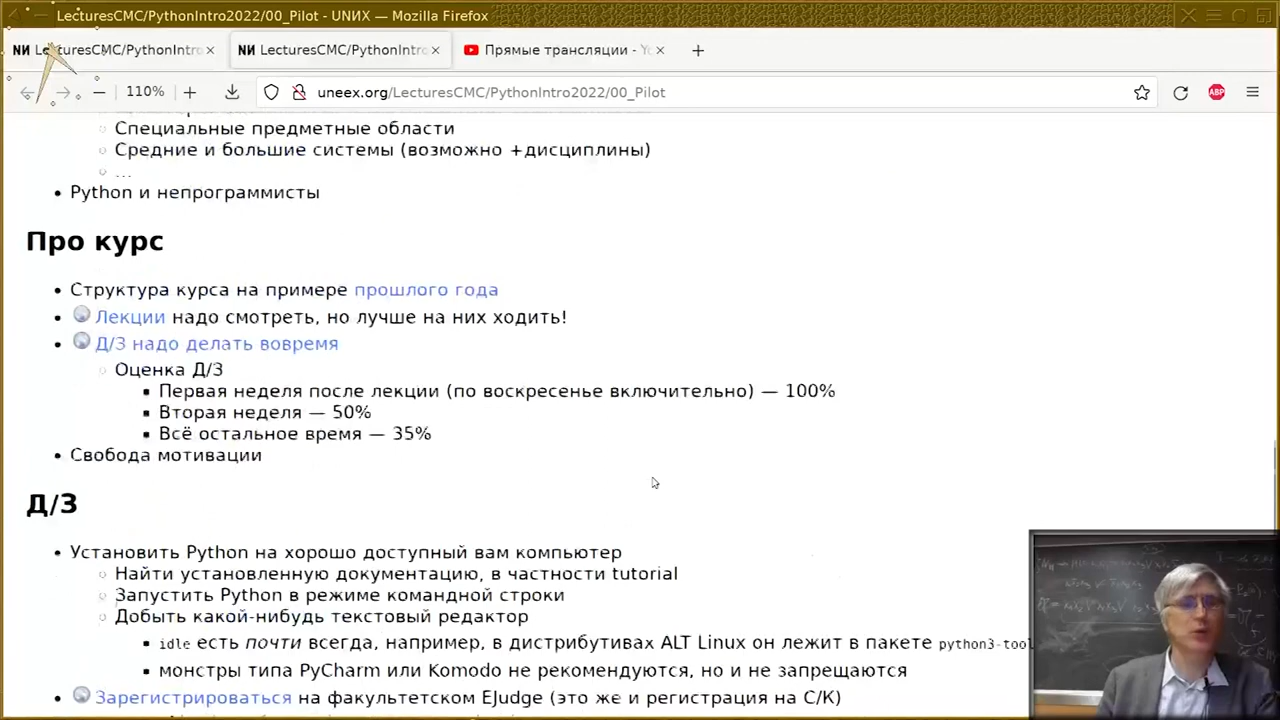 LecturesCMC/PythonIntro2022/00_Pilot - UNИX — Mozilla Firefox
LecturesCMC/PythonIntro
LecturesCMC/PythonIntro
Прямые трансляции -
110%
uneex.org/LecturesCMC/PythonIntro2022/00_Pilot
ABP
Специальные предметные области
Средние и большие системы (возможно +дисциплины)
...
Python и непрограммисты
Про курс
Структура курса на примере прошлого года
Лекции надо смотреть, но лучше на них ходить!
Д/З надо делать вовремя
Оценка Д/З
Первая неделя после лекции (по воскресенье включительно) — 100%
Вторая неделя — 50%
Всё остальное время — 35%
Свобода мотивации
Д/З
Установить Python на хорошо доступный вам компьютер
Найти установленную документацию, в частности tutorial
Запустить Python в режиме командной строки
Добыть какой-нибудь текстовый редактор
idle есть почти всегда, например, в дистрибутивах ALT Linux он лежит в пакете python3-tool
монстры типа PyCharm или Komodo не рекомендуются, но и не запрещаются
Зарегистрироваться на факультетском EJudge (это же и регистрация на С/К)